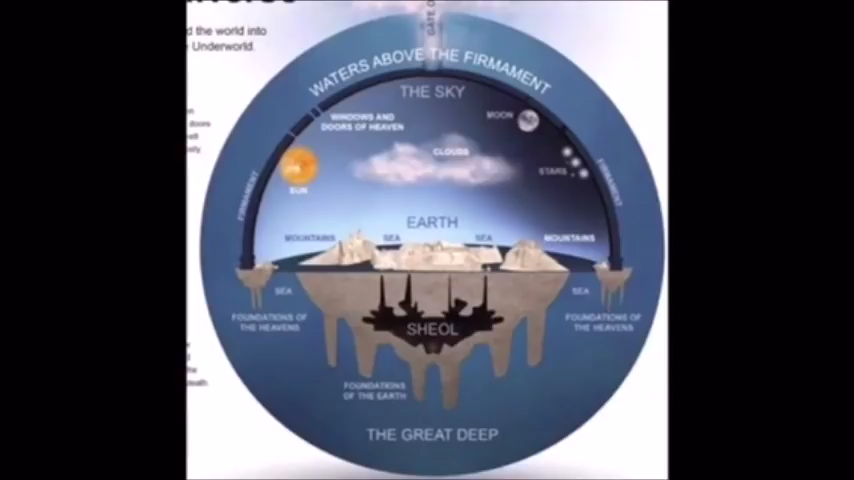 d the world into
Underworld.
GATE O
WATERS ABOVE THE FIRMAMENT
THE SKY
WINDOWS AND
DOORS OF HEAVEN
MOON
doors
CLOUDS
STARS
SUN
FIRMAMENT
FIRMAMENT
EARTH
MOUNTAINS
SEA
SEA
MOUNTAINS
SEA
SEA
FOUNDATIONS OF
THE HEAVENS
FOUNDATIONS OF
THE HEAVENS
SHEOL
FOUNDATIONS
OF THE EARTH
THE GREAT DEEP